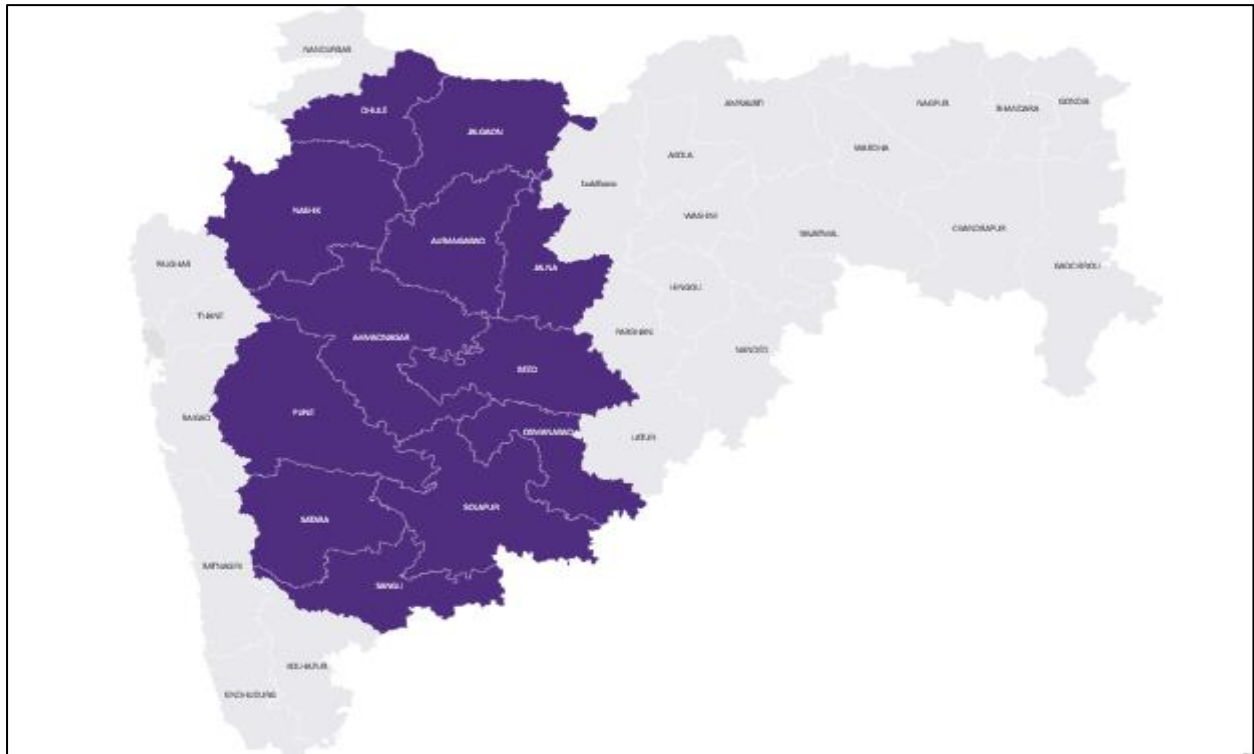 NANDURBAR
DHULE
JALGAON
AMRAVATI
NAGPUR
BHANDARA
GONDIA
AKOLA
WARDHA
Buldhana
NASHIK
WASHIM
AURANGABAD
YAVATMAL
CHANDRAPUR
PALGHAR
JALNA
GADCHIROLI
HINGOLI
THANE
PARBHANI
AHMADNAGAR
NANDED
BEED
PUNE
RAIGAD
OSMANABAD
LATUR
SOLAPUR
SATARA
RATNAGIRI
SANGLI
KOLHAPUR
SINDHUDURG